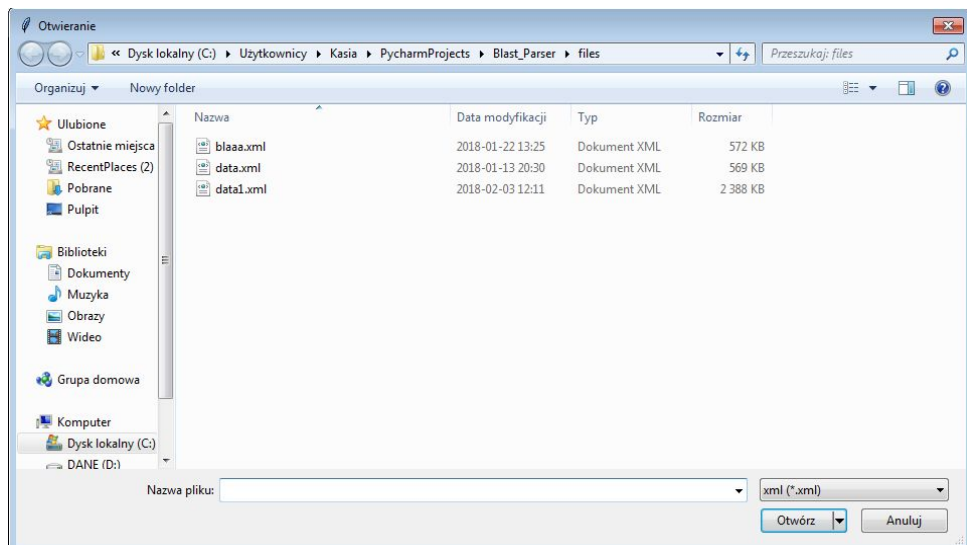 Otwieranie
« Dysk lokalny (C:) Użytkownicy Kasia PycharmProjects Blast_Parser files
Przeszukaj: files
Organizuj Nowy folder
Nazwa Data modyfikacji Typ Rozmiar
Ulubione
Ostatnie miejsca
RecentPlaces (2)
Pobrane
Pulpit
Biblioteki
Dokumenty
Muzyka
Obrazy
Wideo
Grupa domowa
Komputer
Dysk lokalny (C:)
DANE (D:)
blaaa.xml 2018-01-22 13:25 Dokument XML 572 KB
data.xml 2018-01-13 20:30 Dokument XML 569 KB
data1.xml 2018-02-03 12:11 Dokument XML 2 388 KB
Nazwa pliku:
xml (*.xml)
Otwórz Anuluj